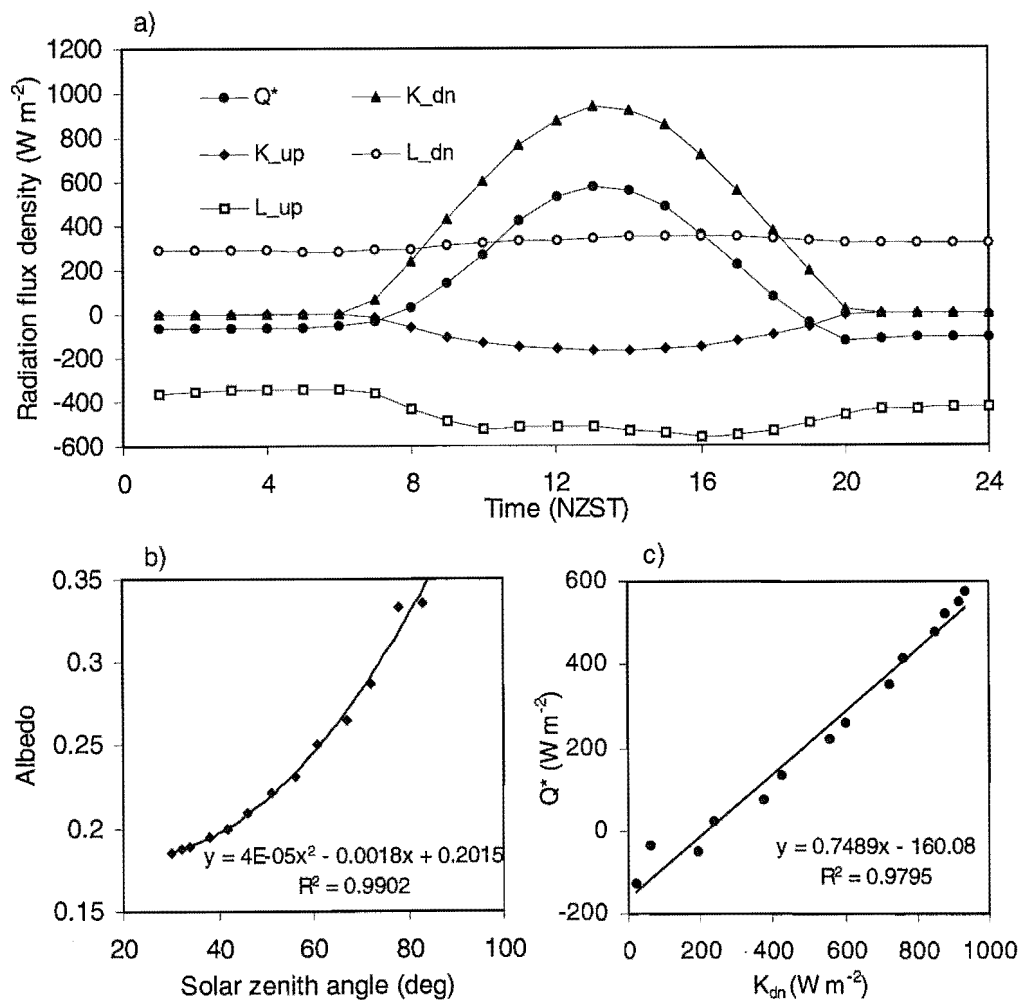 a)
1200
1000
800
600
400
200
0
-200
-400
-600
Radiation flux density (W m-2)
Q*
K_dn
K_up
L_dn
L_up
0 4 8 12 16 20 24
Time (NZST)
b)
0.35
0.3
0.25
0.2
0.15
Albedo
y = 4E-05x² - 0.0018x + 0.2015
R² = 0.9902
20 40 60 80 100
Solar zenith angle (deg)
c)
600
400
200
0
-200
Q* (W m-2)
y = 0.7489x - 160.08
R² = 0.9795
0 200 400 600 800 1000
Kdn (W m-2)